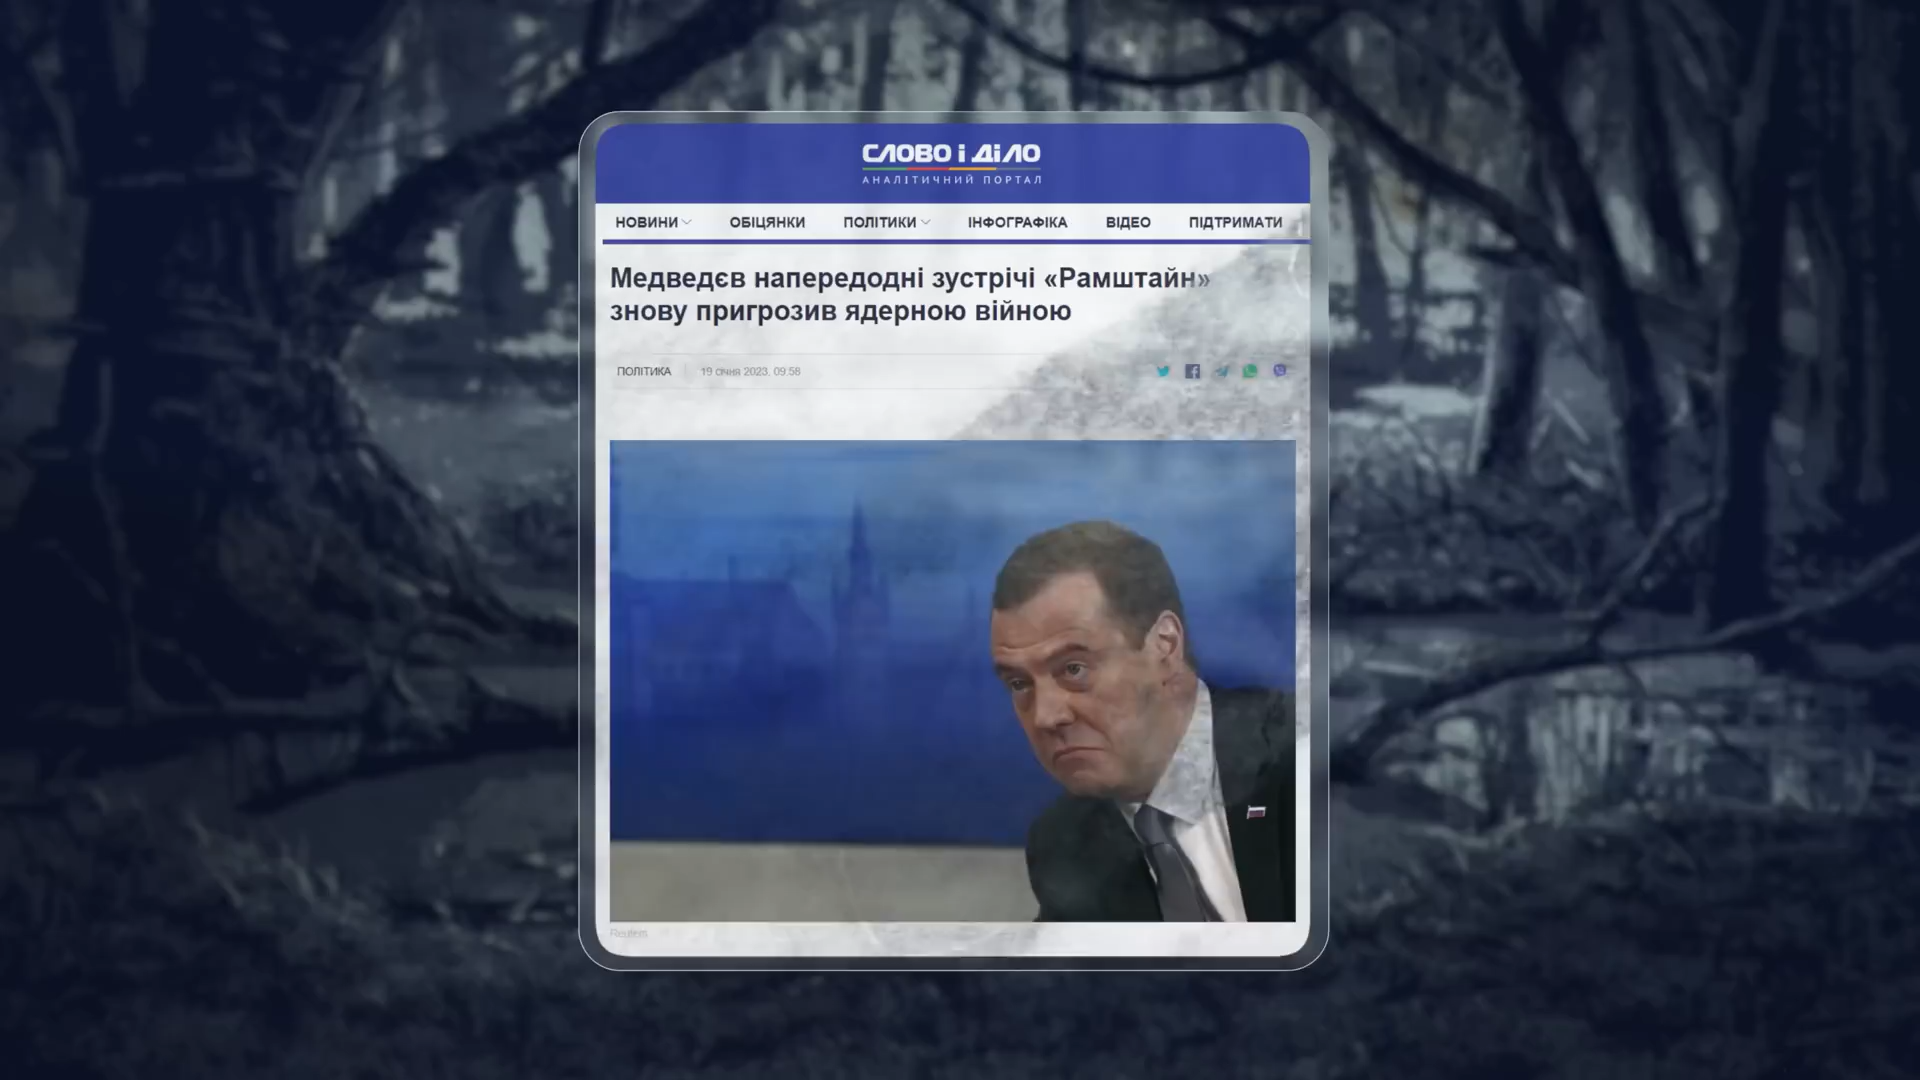 СЛОВО і ДіЛО
АНАЛІТИЧНИЙ ПОРТАЛ
НОВИНИ ОБІЦЯНКИ ПОЛІТИКИ ІНФОГРАФІКА ВІДЕО ПІДТРИМАТИ
Медведєв напередодні зустрічі «Рамштайн»
знову пригрозив ядерною війною
ПОЛІТИКА 19 січня 2023, 09:58
Reuters